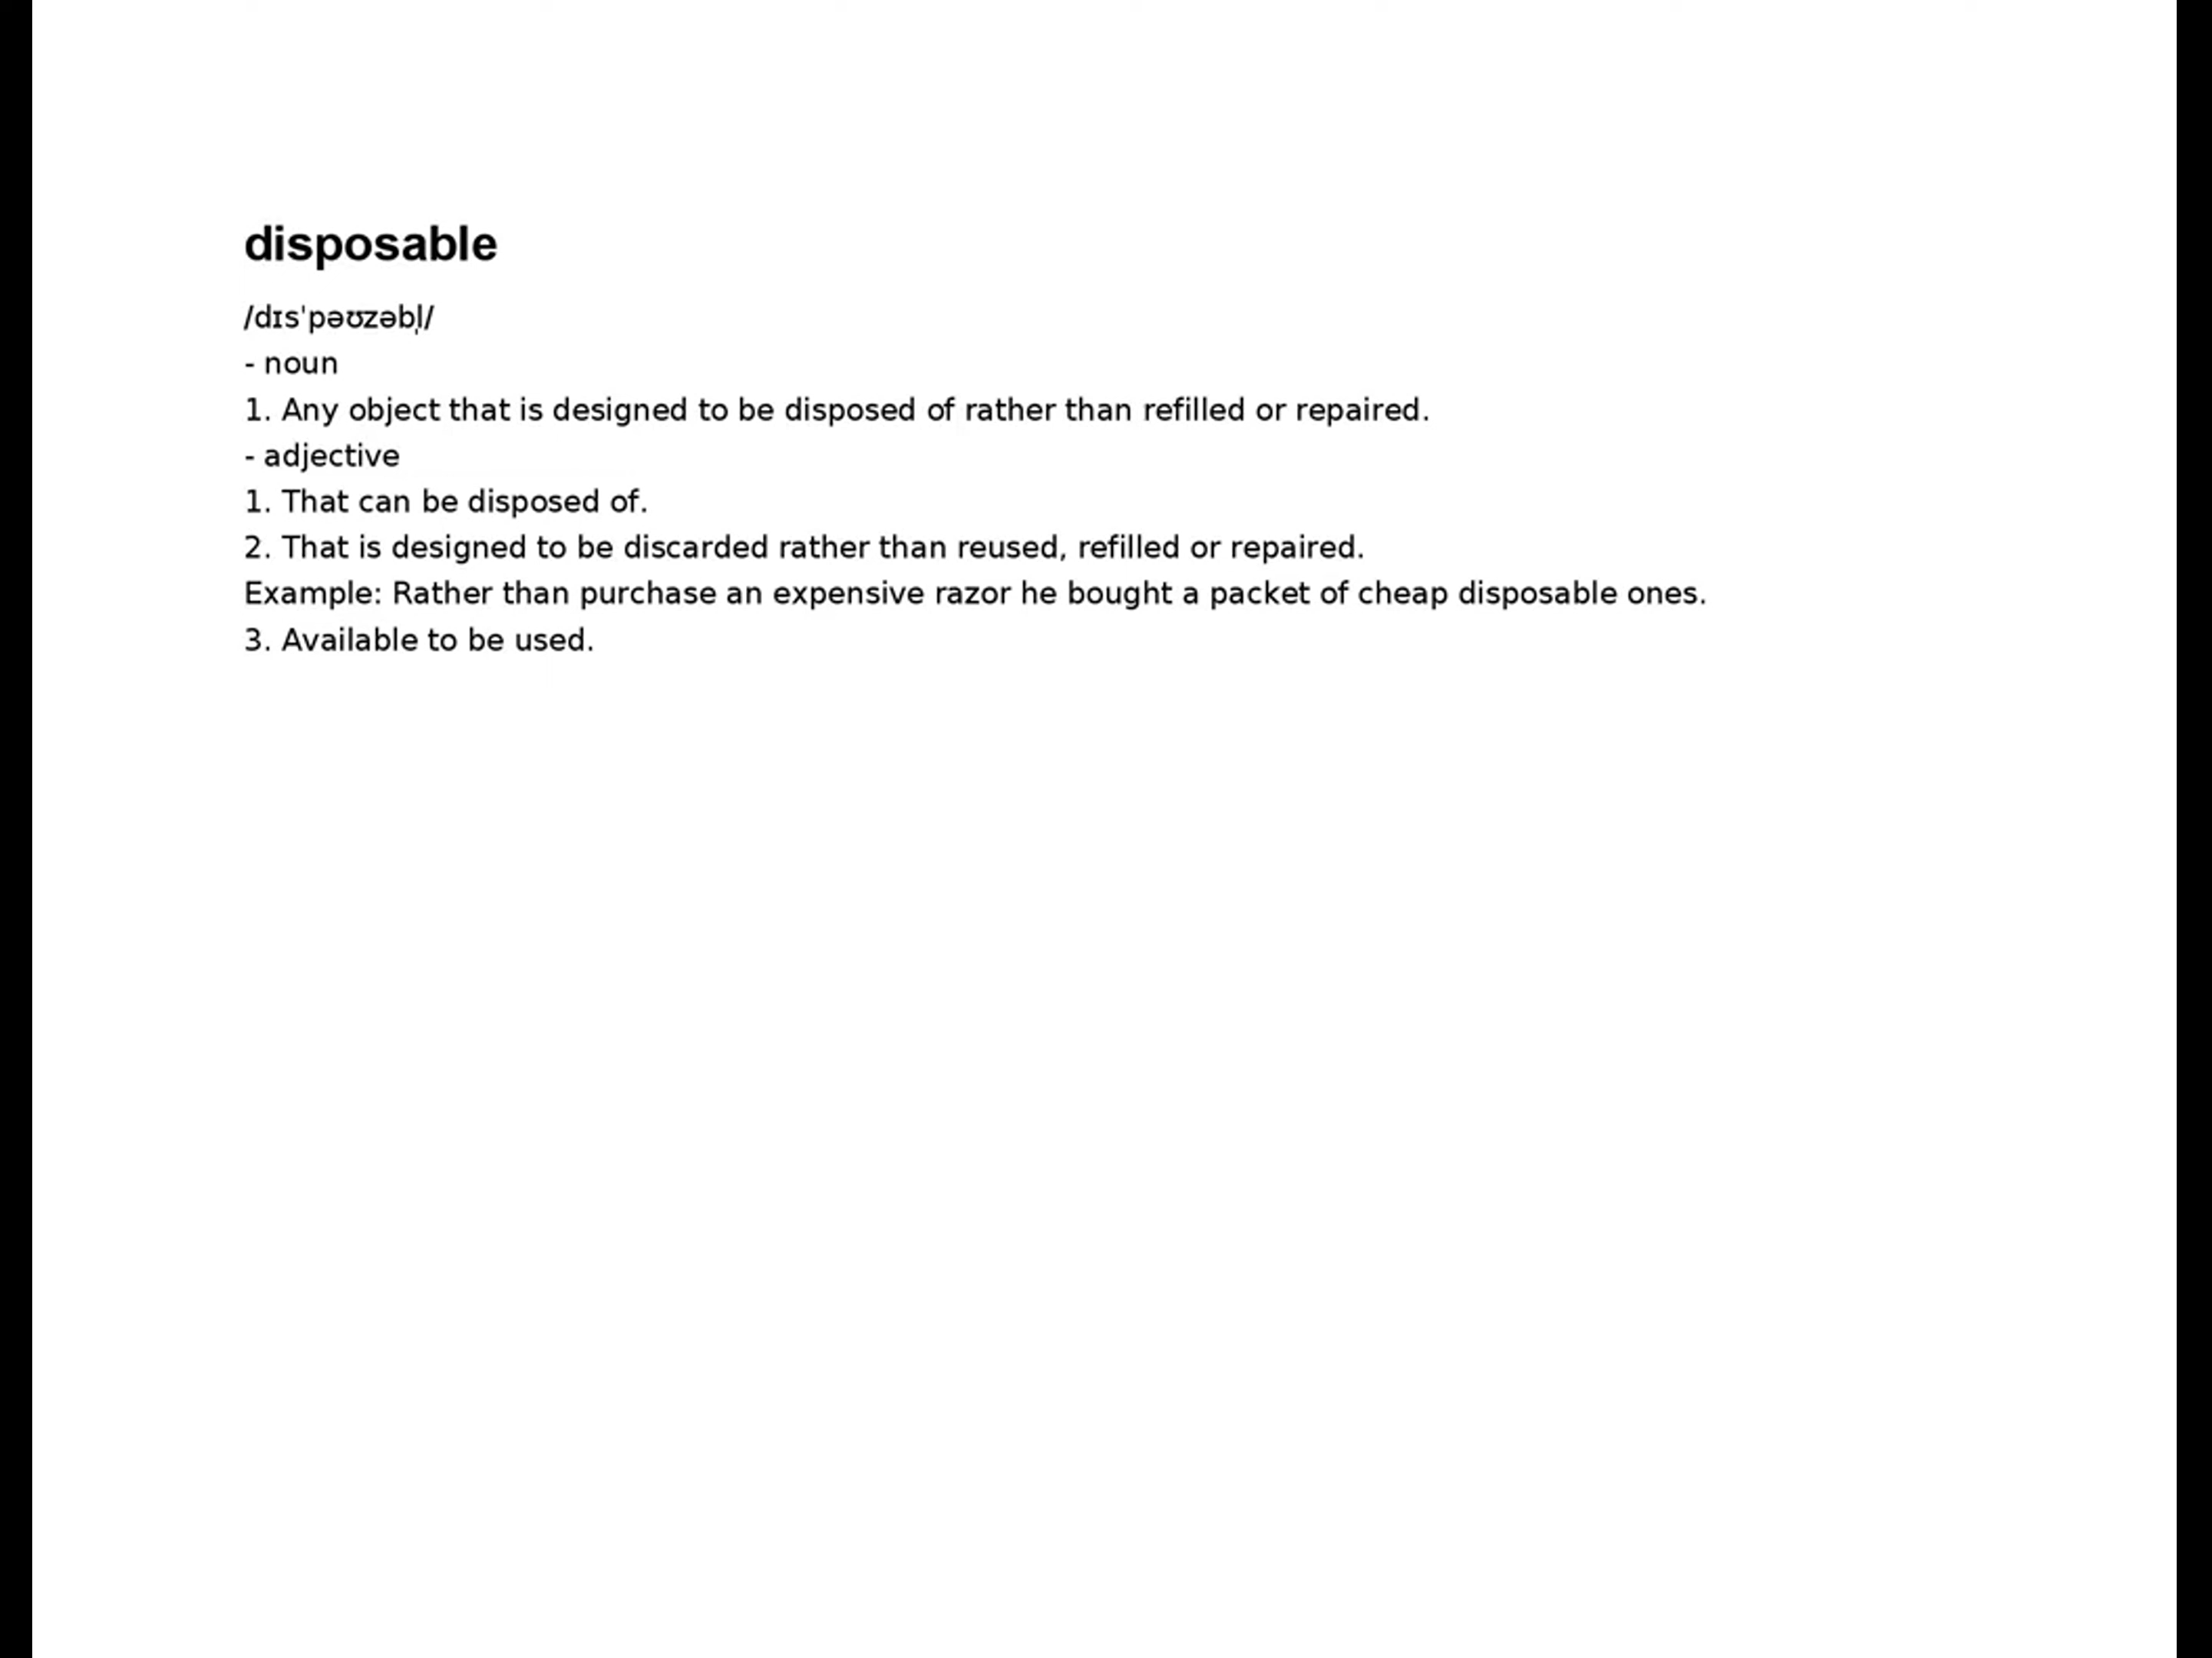 disposable
/dɪsˈpəʊzəbl̩/
- noun
1. Any object that is designed to be disposed of rather than refilled or repaired.
- adjective
1. That can be disposed of.
2. That is designed to be discarded rather than reused, refilled or repaired.
Example: Rather than purchase an expensive razor he bought a packet of cheap disposable ones.
3. Available to be used.